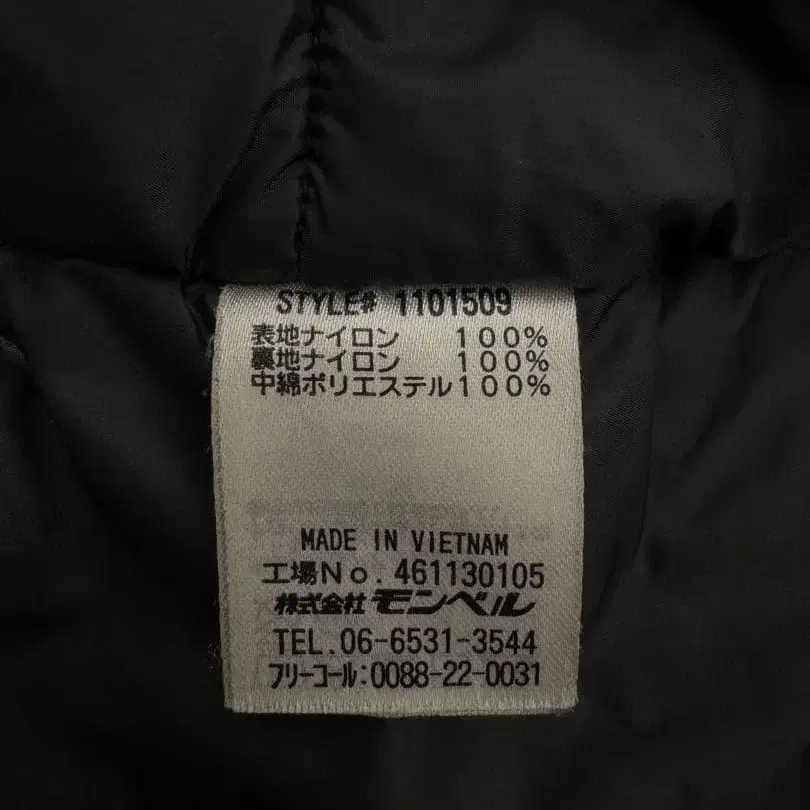 STYLE# 1101509
表地ナイロン 100%
裏地ナイロン 100%
中綿ポリエステル100%
MADE IN VIETNAM
工場No.461130105
株式会社モンベル
TEL.06-6531-3544
フリーコール:0088-22-0031